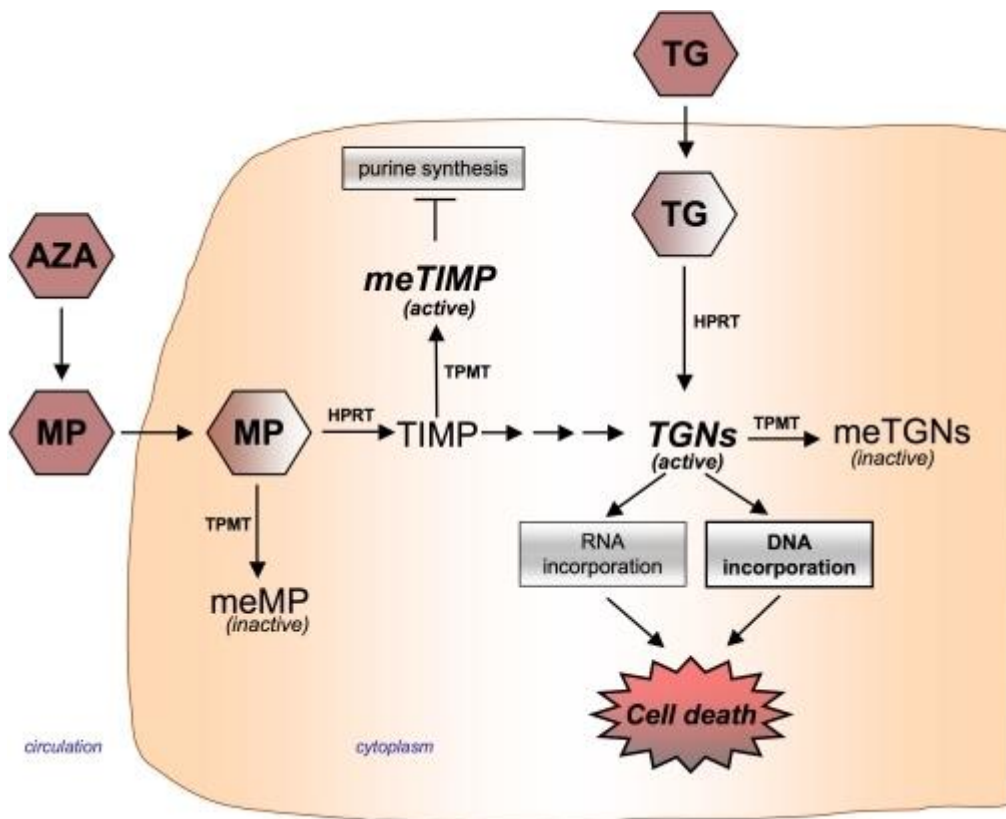 TG
purine synthesis
TG
AZA
meTIMP
(active)
HPRT
TPMT
MP
MP
HPRT
TIMP
TGNs
(active)
TPMT
meTGNs
(inactive)
TPMT
RNA
incorporation
DNA
incorporation
meMP
(inactive)
Cell death
circulation
cytoplasm